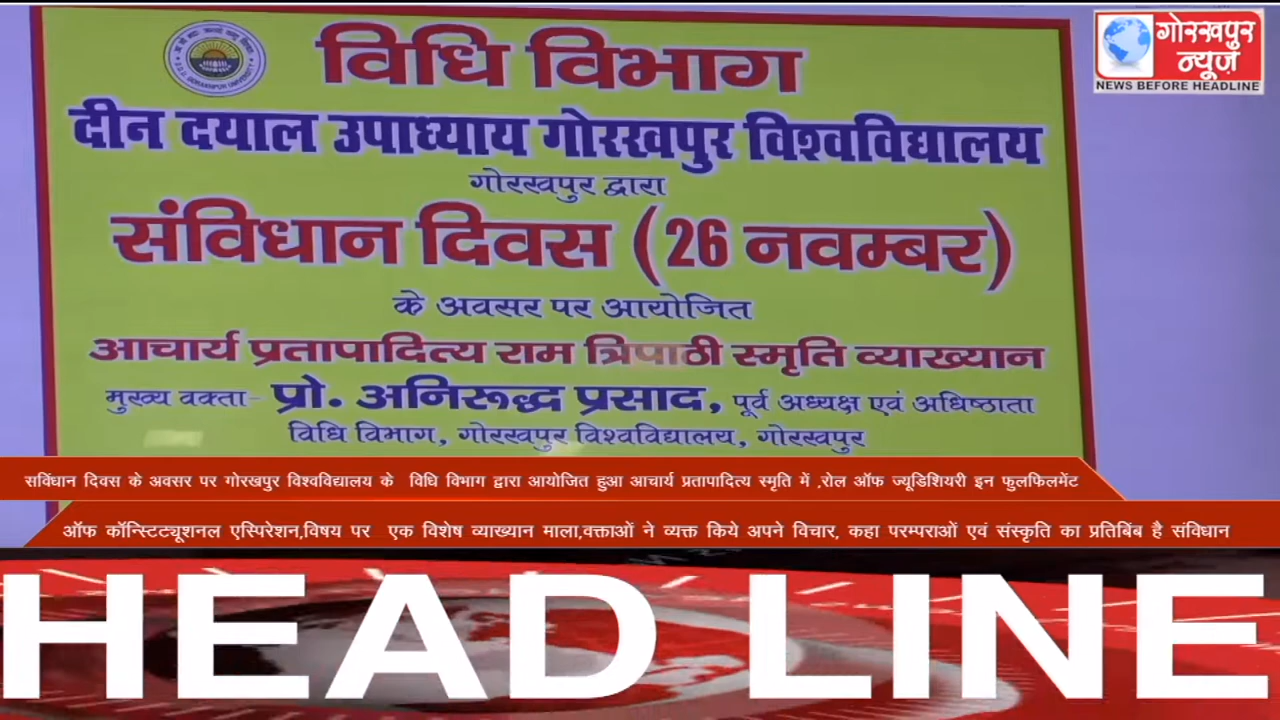 विधि विभाग
दीन दयाल उपाध्याय गोरखपुर विश्वविद्यालय
गोरखपुर द्वारा
संविधान दिवस (26 नवम्बर)
के अवसर पर आयोजित
आचार्य प्रतापादित्य राम त्रिपाठी स्मृति व्याख्यान
मुख्य वक्ता- प्रो. अनिरूद्ध प्रसाद, पूर्व अध्यक्ष एवं अधिष्ठाता
विधि विभाग, गोरखपुर विश्वविद्यालय, गोरखपुर
गोरखपुर
न्यूज़
NEWS BEFORE HEADLINE
सविंधान दिवस के अवसर पर गोरखपुर विश्वविद्यालय के विधि विभाग द्वारा आयोजित हुआ आचार्य प्रतापादित्य स्मृति में ,रोल ऑफ ज्यूडिशियरी इन फुलफिलमेंट
ऑफ कॉन्स्टिट्यूशनल एस्पिरेशन,विषय पर एक विशेष व्याख्यान माला,वक्ताओं ने व्यक्त किये अपने विचार, कहा परम्पराओं एवं संस्कृति का प्रतिबिंब है संविधान
HEAD LINE